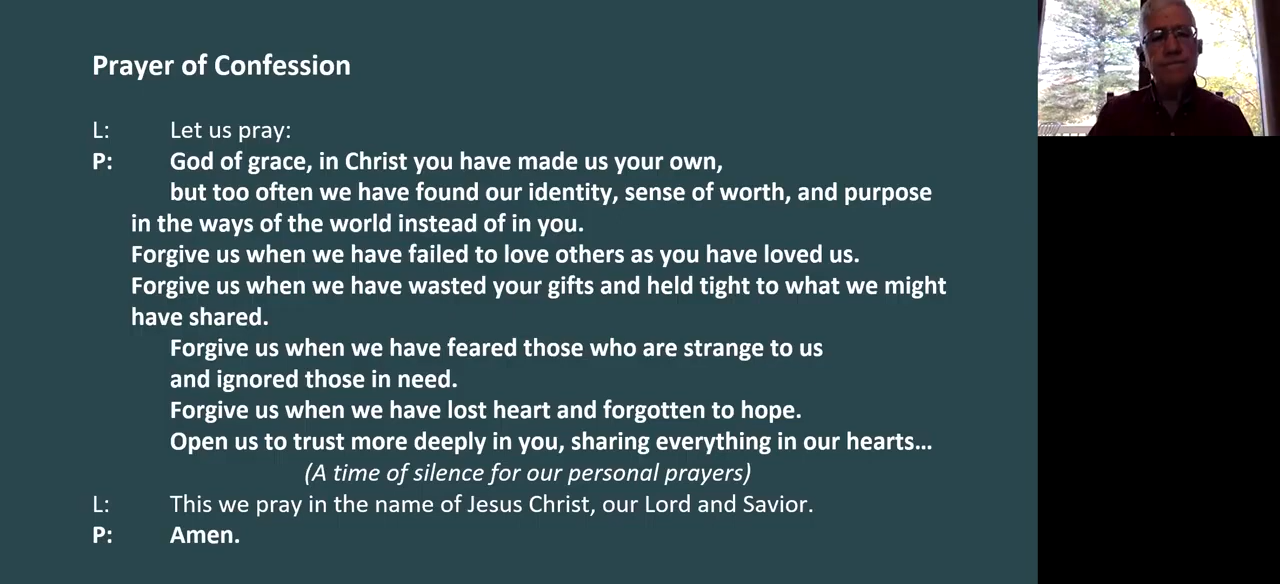 Prayer of Confession
L: Let us pray:
P: God of grace, in Christ you have made us your own,
but too often we have found our identity, sense of worth, and purpose
in the ways of the world instead of in you.
Forgive us when we have failed to love others as you have loved us.
Forgive us when we have wasted your gifts and held tight to what we might
have shared.
Forgive us when we have feared those who are strange to us
and ignored those in need.
Forgive us when we have lost heart and forgotten to hope.
Open us to trust more deeply in you, sharing everything in our hearts…
(A time of silence for our personal prayers)
L: This we pray in the name of Jesus Christ, our Lord and Savior.
P: Amen.